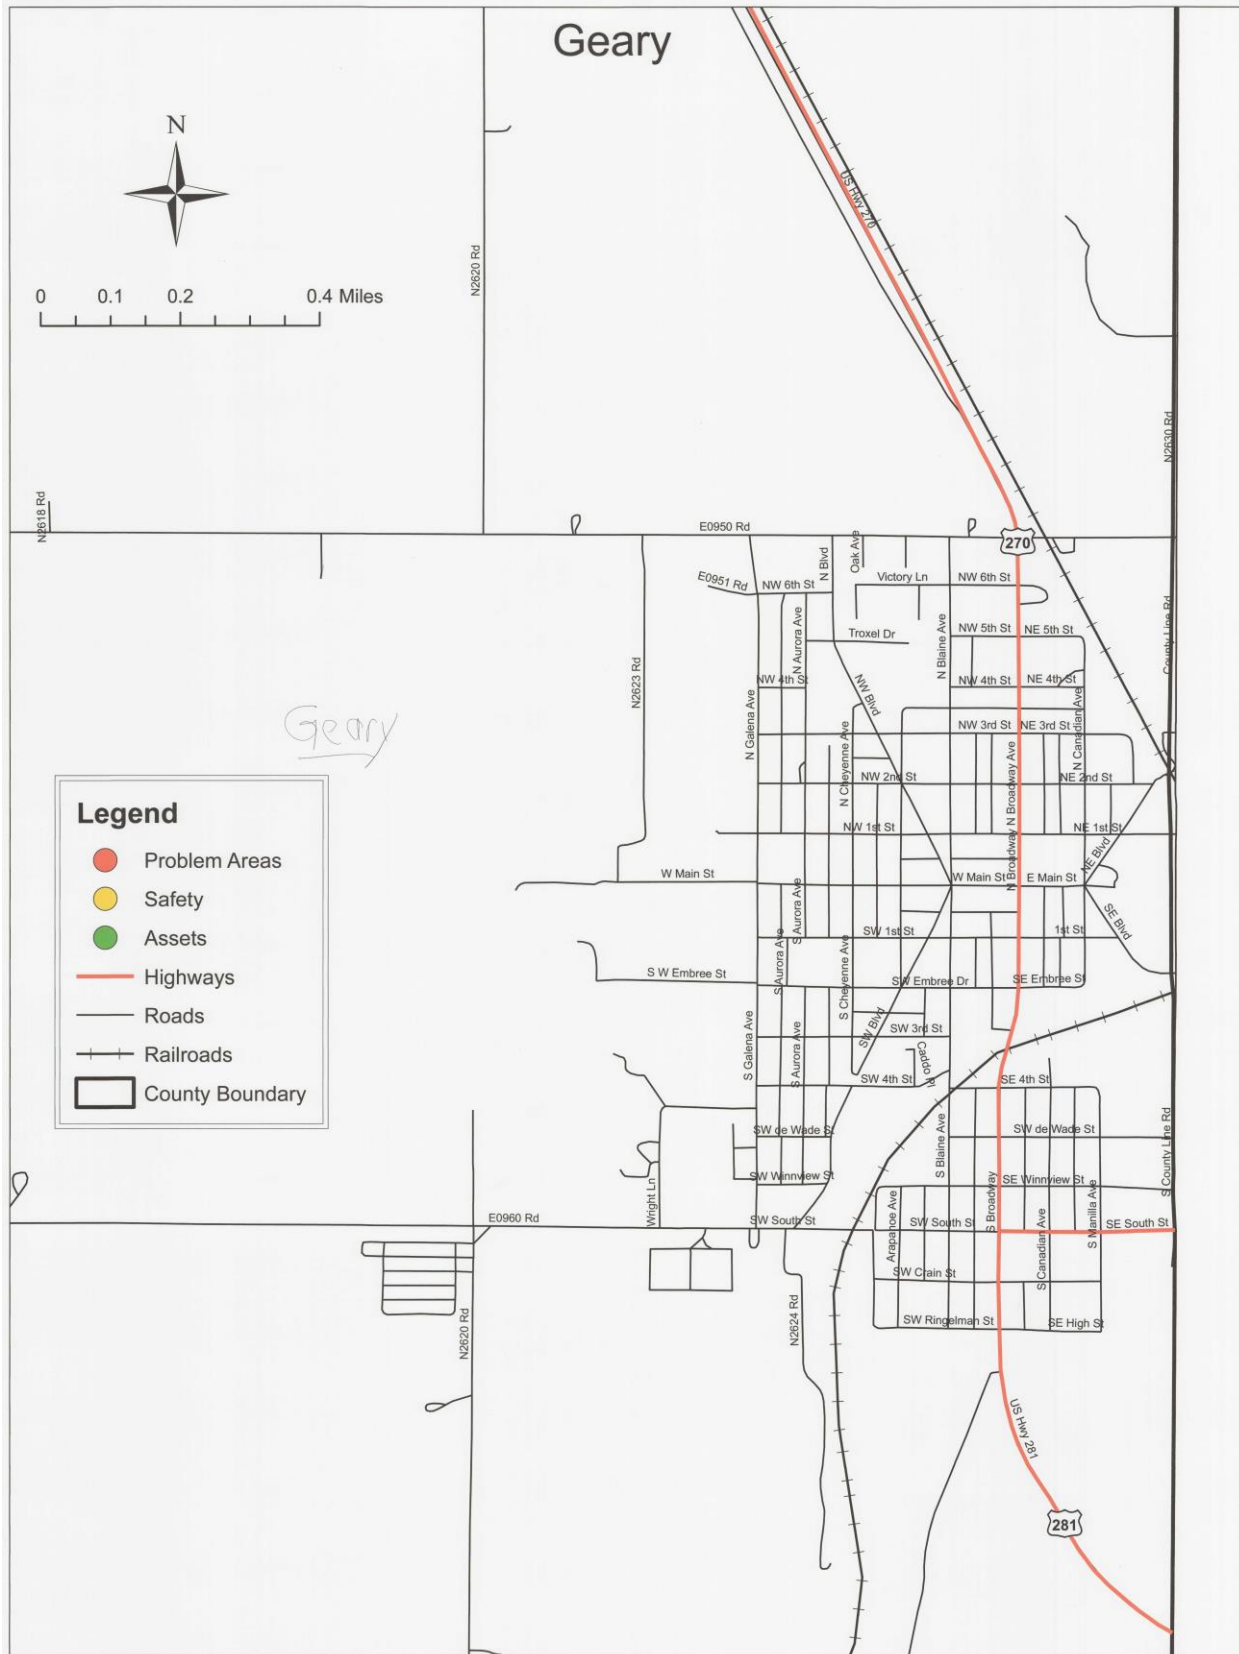 Geary
N
0 0.1 0.2 0.4 Miles
US Hwy 270
N2620 Rd
N2630 Rd
N2618 Rd
E0950 Rd
270
N Blvd
Oak Ave
E0951 Rd
NW 6th St
Victory Ln
NW 6th St
County Line Rd
N Aurora Ave
Troxel Dr
N Blaine Ave
NW 5th St
NE 5th St
N2623 Rd
NW 4th St
NW Blvd
NW 4th St
NE 4th St
N Galena Ave
N Cheyenne Ave
NW 3rd St
NE 3rd St
N Canadian Ave
Geary
N Broadway Ave
NW 2nd St
NE 2nd St
NW 1st St
NE 1st St
N Broadway
NE Blvd
W Main St
W Main St
E Main St
S Aurora Ave
SW 1st St
1st St
SE Blvd
S Aurora Ave
S Cheyenne Ave
S W Embree St
SW Embree Dr
SE Embree St
S Galena Ave
S Aurora Ave
SW Blvd
SW 3rd St
Caddo Pl
SW 4th St
SE 4th St
SW de Wade St
S Blaine Ave
SW de Wade St
SW Winnview St
SE Winnview St
S County Line Rd
Wright Ln
S Broadway
S Manilla Ave
E0960 Rd
SW South St
Arapahoe Ave
SW South St
S Canadian Ave
SE South St
SW Crain St
N2620 Rd
N2624 Rd
SW Ringelman St
SE High St
US Hwy 281
281
Legend
Problem Areas
Safety
Assets
Highways
Roads
Railroads
County Boundary